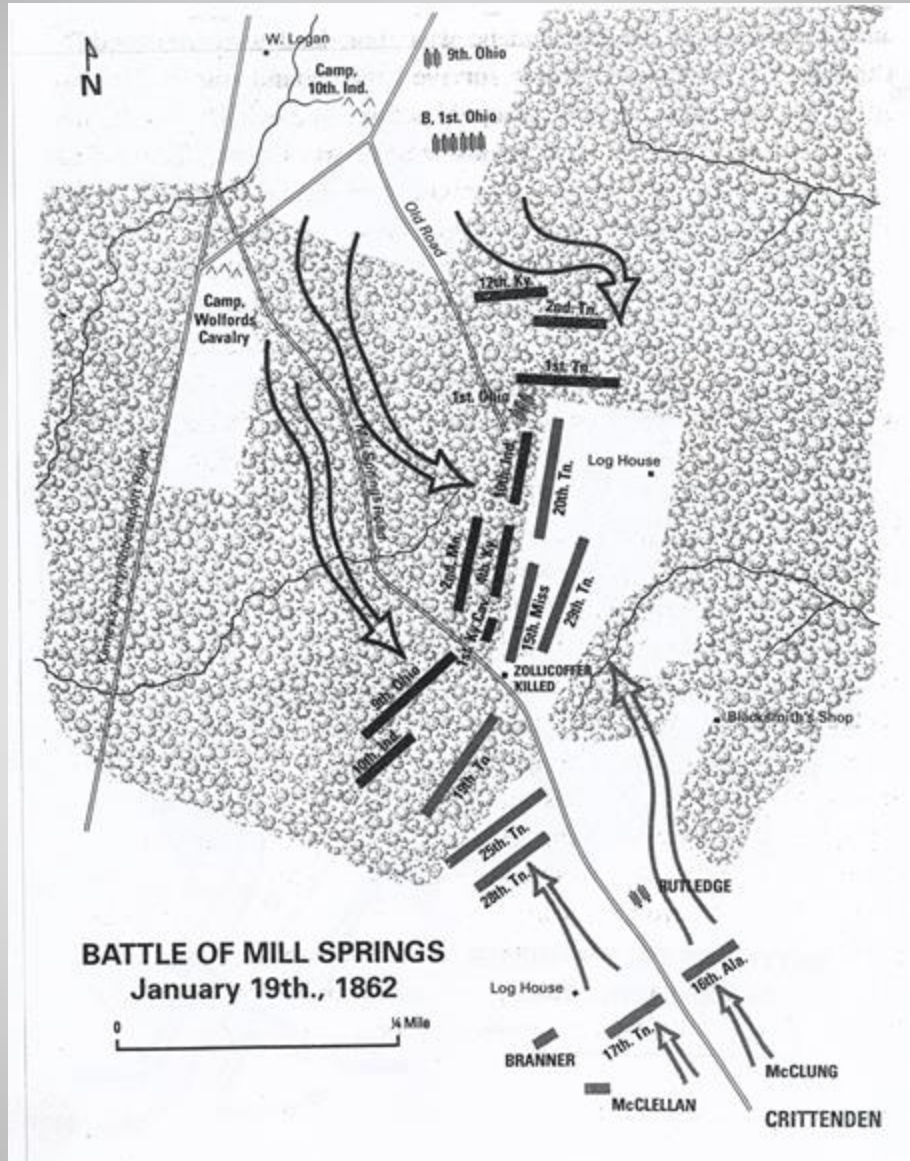 N
W. Logan
Camp,
10th. Ind.
9th. Ohio
B, 1st. Ohio
Old Road
12th. Ky.
2nd. Tn.
1st. Tn.
1st. Ohio
Camp,
Wolfords
Cavalry
Mill Springs Road
10th. Ind.
20th. Tn.
Log House
2nd. Mn.
4th. Ky.
1st. Ky. Cav.
15th. Miss
29th. Tn.
ZOLLICOFFER
KILLED
Blacksmith's Shop
9th. Ohio
10th. Ind.
19th. Tn.
25th. Tn.
28th. Tn.
RUTLEDGE
16th. Ala.
Log House
17th. Tn.
BRANNER
McCLELLAN
McCLUNG
CRITTENDEN
BATTLE OF MILL SPRINGS
January 19th., 1862
0
¼ Mile